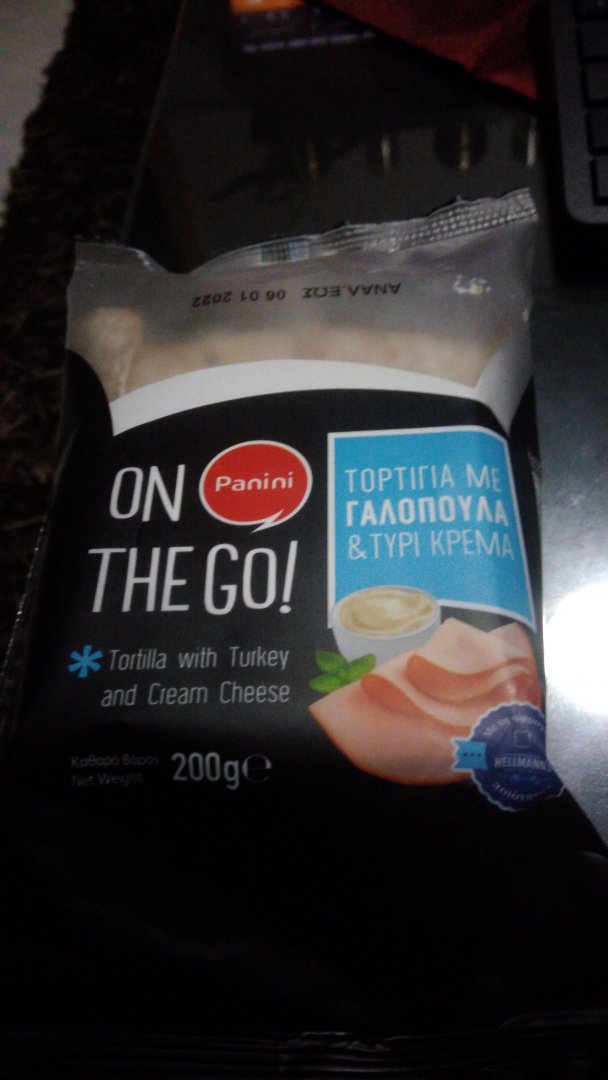 ΑΝΑΛ.ΕΩΣ 06 01 2022
ON
Panini
THE GO!
ΤΟΡΤΙΓΙΑ ΜΕ
ΓΑΛΟΠΟΥΛΑ
& ΤΥΡΙ ΚΡΕΜΑ
* Tortilla with Turkey
and Cream Cheese
Καθαρό Βάρος
Net Weight
200g℮
HELLMANN'S